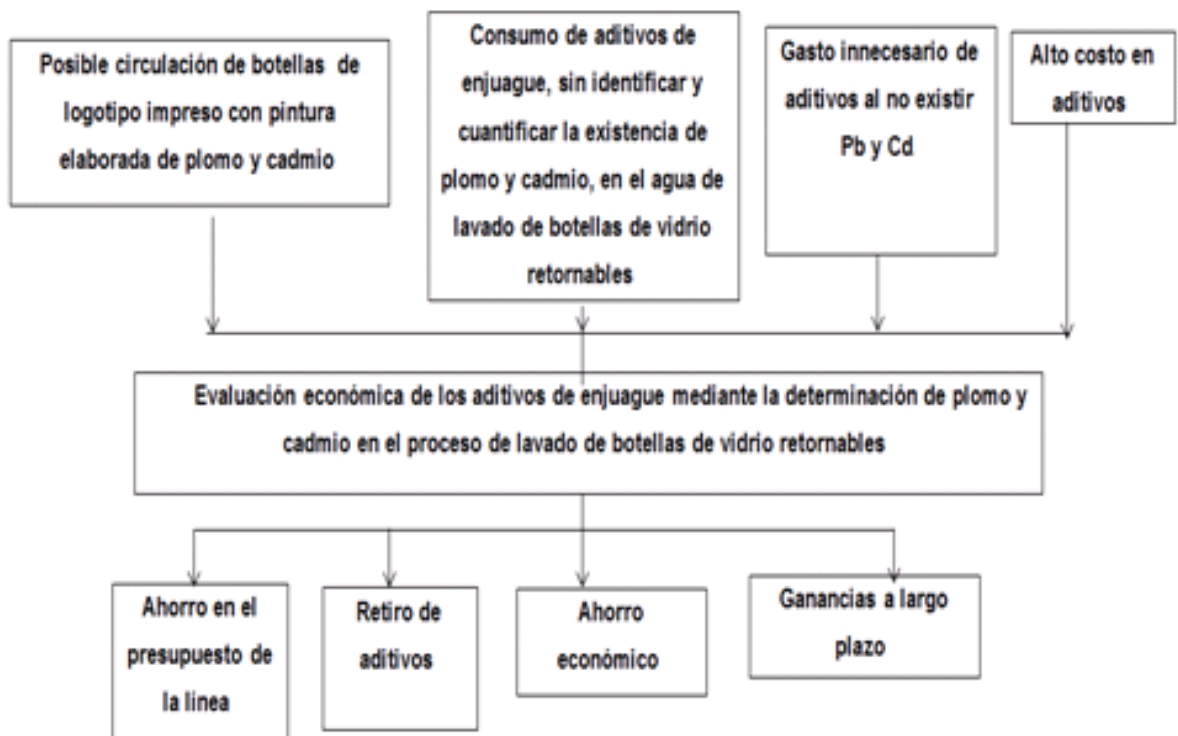 Posible circulación de botellas de
logotipo impreso con pintura
elaborada de plomo y cadmio
Consumo de aditivos de
enjuague, sin identificar y
cuantificar la existencia de
plomo y cadmio, en el agua de
lavado de botellas de vidrio
retornables
Gasto innecesario de
aditivos al no existir
Pb y Cd
Alto costo en
aditivos
Evaluación económica de los aditivos de enjuague mediante la determinación de plomo y
cadmio en el proceso de lavado de botellas de vidrio retornables
Ahorro en el
presupuesto de
la linea
Retiro de
aditivos
Ahorro
económico
Ganancias a largo
plazo